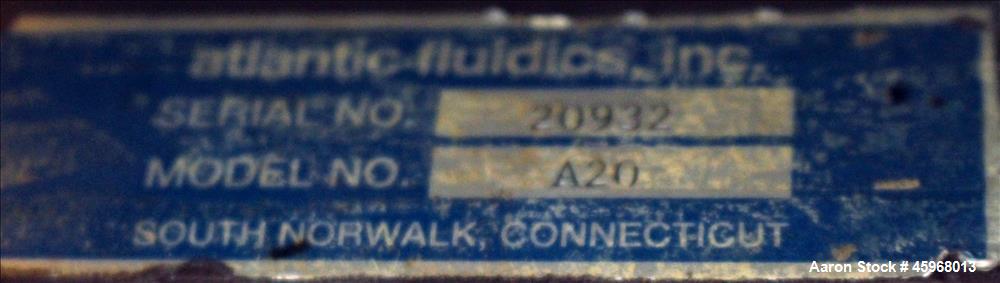 atlantic fluidics, inc.
SERIAL NO. 20932
MODEL NO. A20
SOUTH NORWALK, CONNECTICUT
Aaron Stock # 45968013